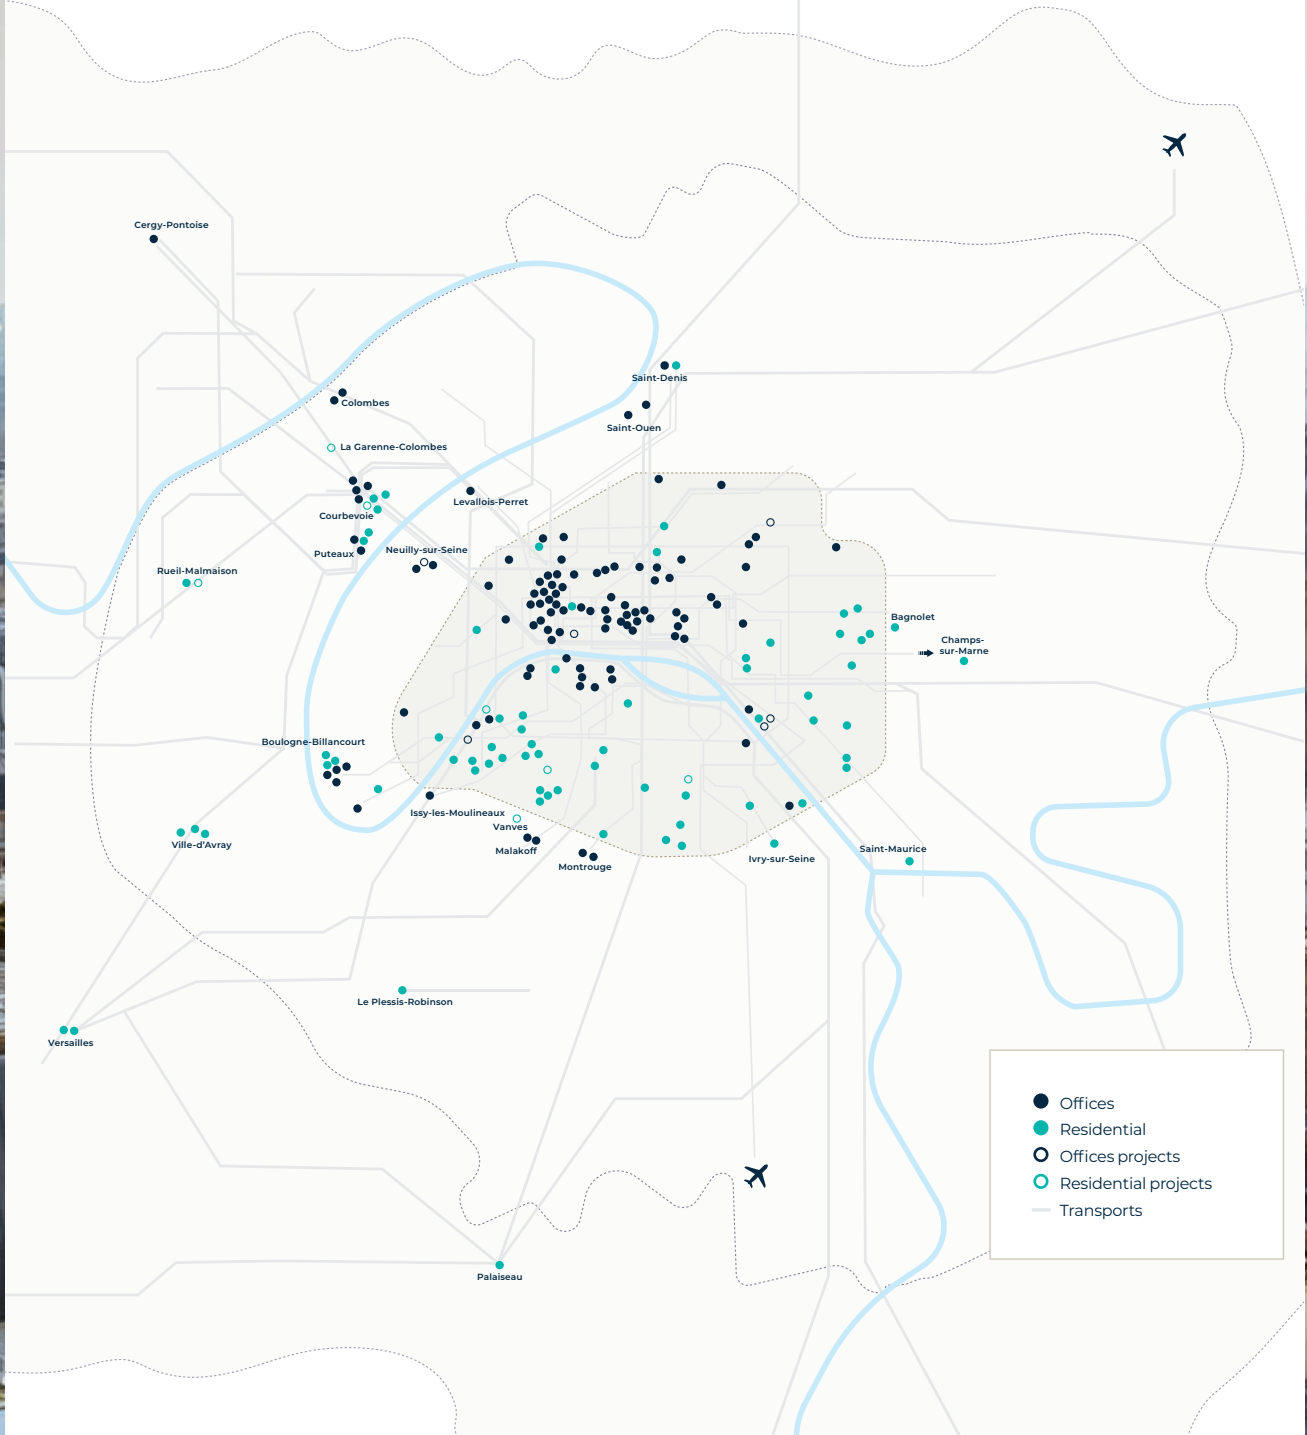 Cergy-Pontoise
Saint-Denis
Colombes
Saint-Ouen
La Garenne-Colombes
Levallois-Perret
Courbevoie
Neuilly-sur-Seine
Puteaux
Rueil-Malmaison
Bagnolet
Champs-
sur-Marne
Boulogne-Billancourt
Issy-les-Moulineaux
Vanves
Ville-d’Avray
Malakoff
Saint-Maurice
Ivry-sur-Seine
Montrouge
Le Plessis-Robinson
Versailles
Offices
Residential
Offices projects
Residential projects
Transports
Palaiseau